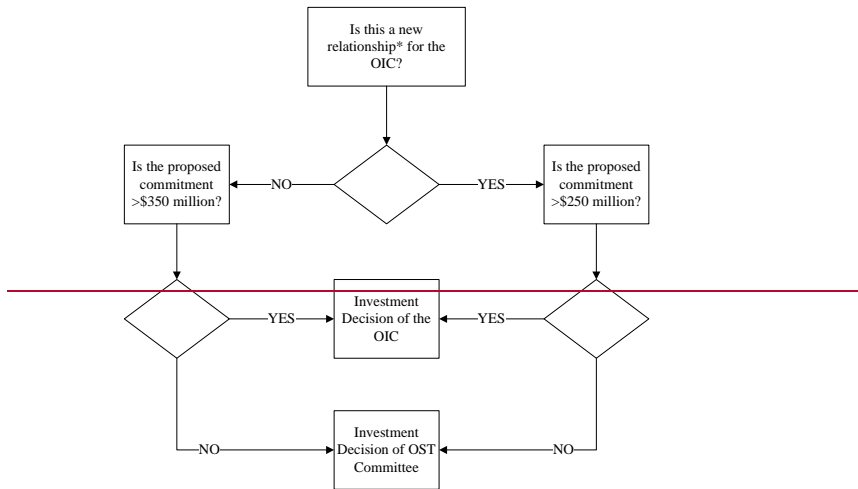 Is this a new
relationship* for the
OIC?
Is the proposed
commitment
>$350 million?
NO
YES
Is the proposed
commitment
>$250 million?
YES
Investment
Decision of the
OIC
YES
NO
Investment
Decision of OST
Committee
NO